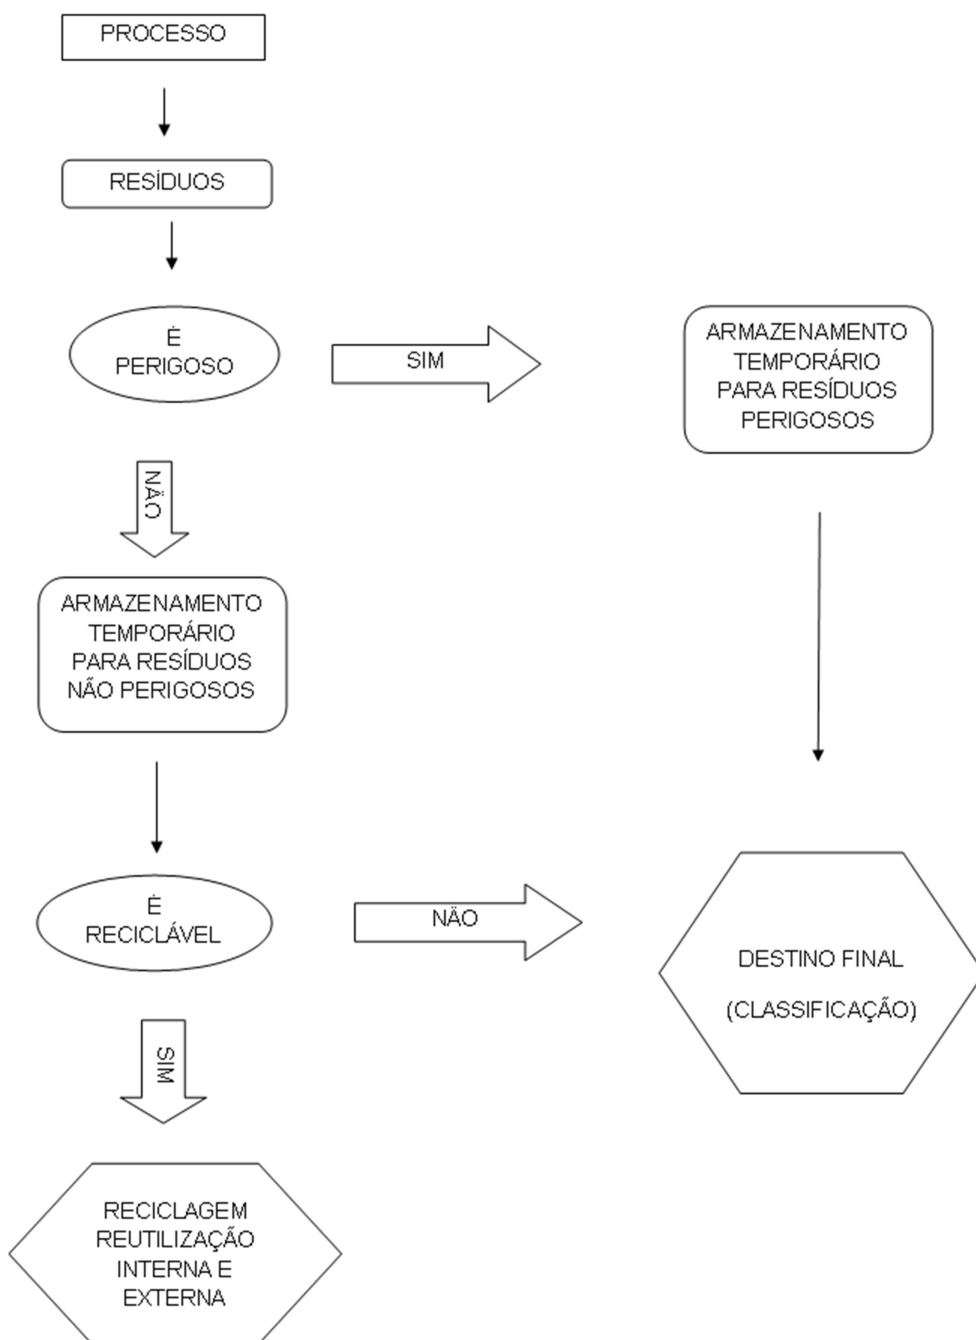 PROCESSO
RESÍDUOS
É
PERIGOSO
SIM
ARMAZENAMENTO
TEMPORÁRIO
PARA RESÍDUOS
PERIGOSOS
NÃO
ARMAZENAMENTO
TEMPORÁRIO
PARA RESÍDUOS
NÃO PERIGOSOS
É
RECICLÁVEL
NÃO
DESTINO FINAL
(CLASSIFICAÇÃO)
SIM
RECICLAGEM
REUTILIZAÇÃO
INTERNA E
EXTERNA